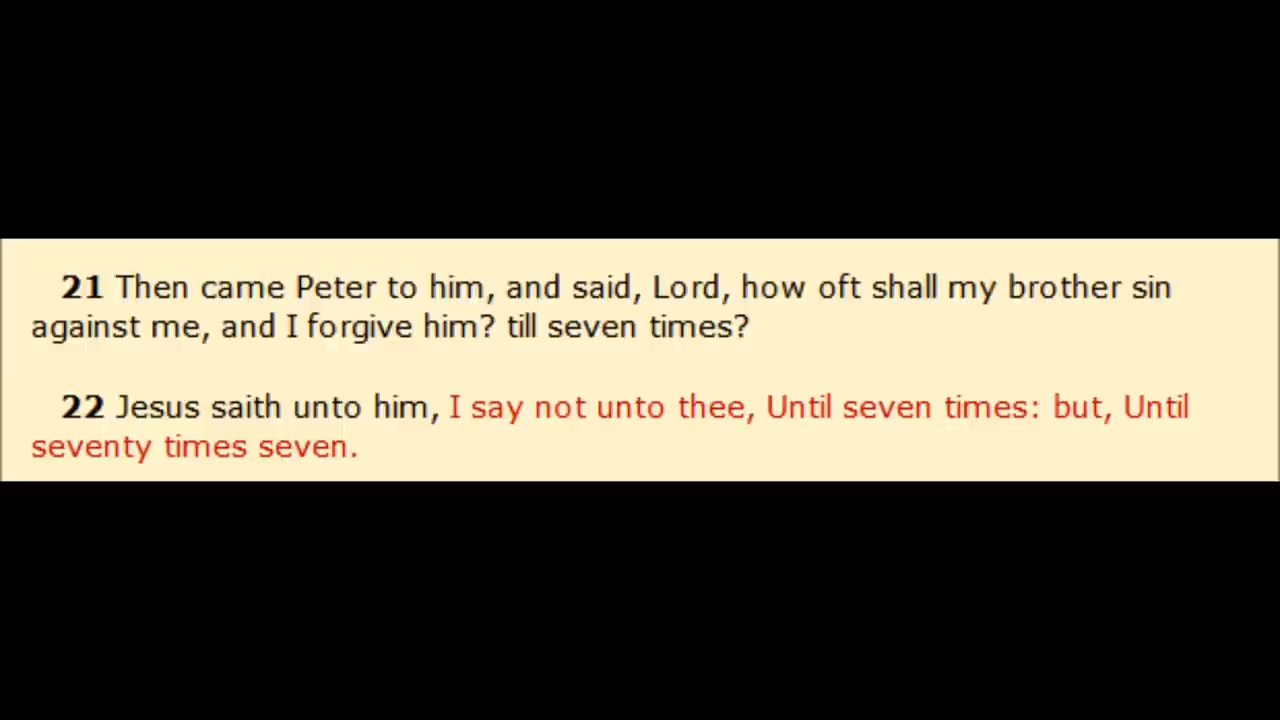 21 Then came Peter to him, and said, Lord, how oft shall my brother sin
against me, and I forgive him? till seven times?
22 Jesus saith unto him, I say not unto thee, Until seven times: but, Until
seventy times seven.